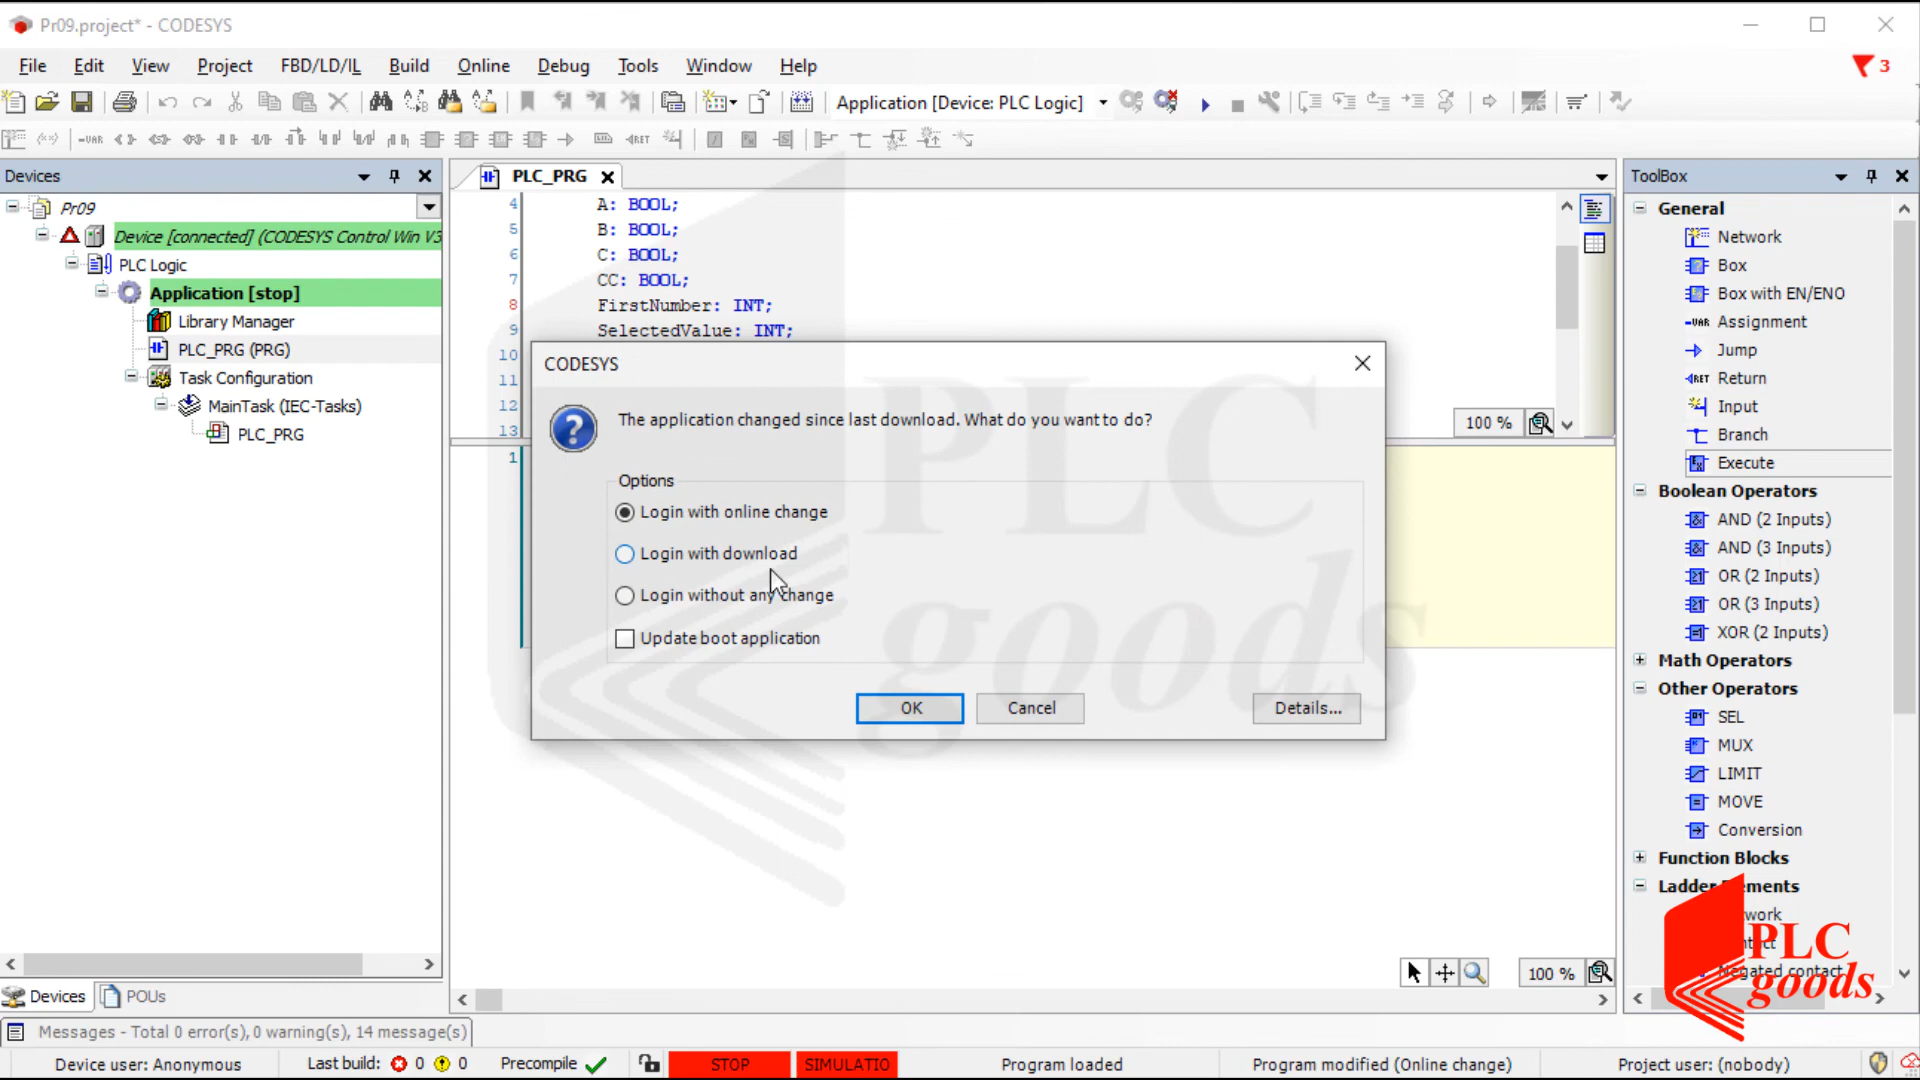 Pr09.project* - CODESYS
File Edit View Project FBD/LD/IL Build Online Debug Tools Window Help
3
Application [Device: PLC Logic]
Devices
PLC_PRG
ToolBox
Pr09
Device [connected] (CODESYS Control Win V3
PLC Logic
Application [stop]
Library Manager
PLC_PRG (PRG)
Task Configuration
MainTask (IEC-Tasks)
PLC_PRG
4 A: BOOL;
5 B: BOOL;
6 C: BOOL;
7 CC: BOOL;
8 FirstNumber: INT;
9 SelectedValue: INT;
10
11
12
13
100 %
1
CODESYS
The application changed since last download. What do you want to do?
Options
Login with online change
Login with download
Login without any change
Update boot application
OK Cancel Details...
General
Network
Box
Box with EN/ENO
Assignment
Jump
Return
Input
Branch
Execute
Boolean Operators
AND (2 Inputs)
AND (3 Inputs)
OR (2 Inputs)
OR (3 Inputs)
XOR (2 Inputs)
Math Operators
Other Operators
SEL
MUX
LIMIT
MOVE
Conversion
Function Blocks
Negated contact
PLC
goods
PLC
goods
100 %
Devices POUs
Messages - Total 0 error(s), 0 warning(s), 14 message(s)
Device user: Anonymous Last build: 0 0 Precompile STOP SIMULATIO Program loaded Program modified (Online change) Project user: (nobody)